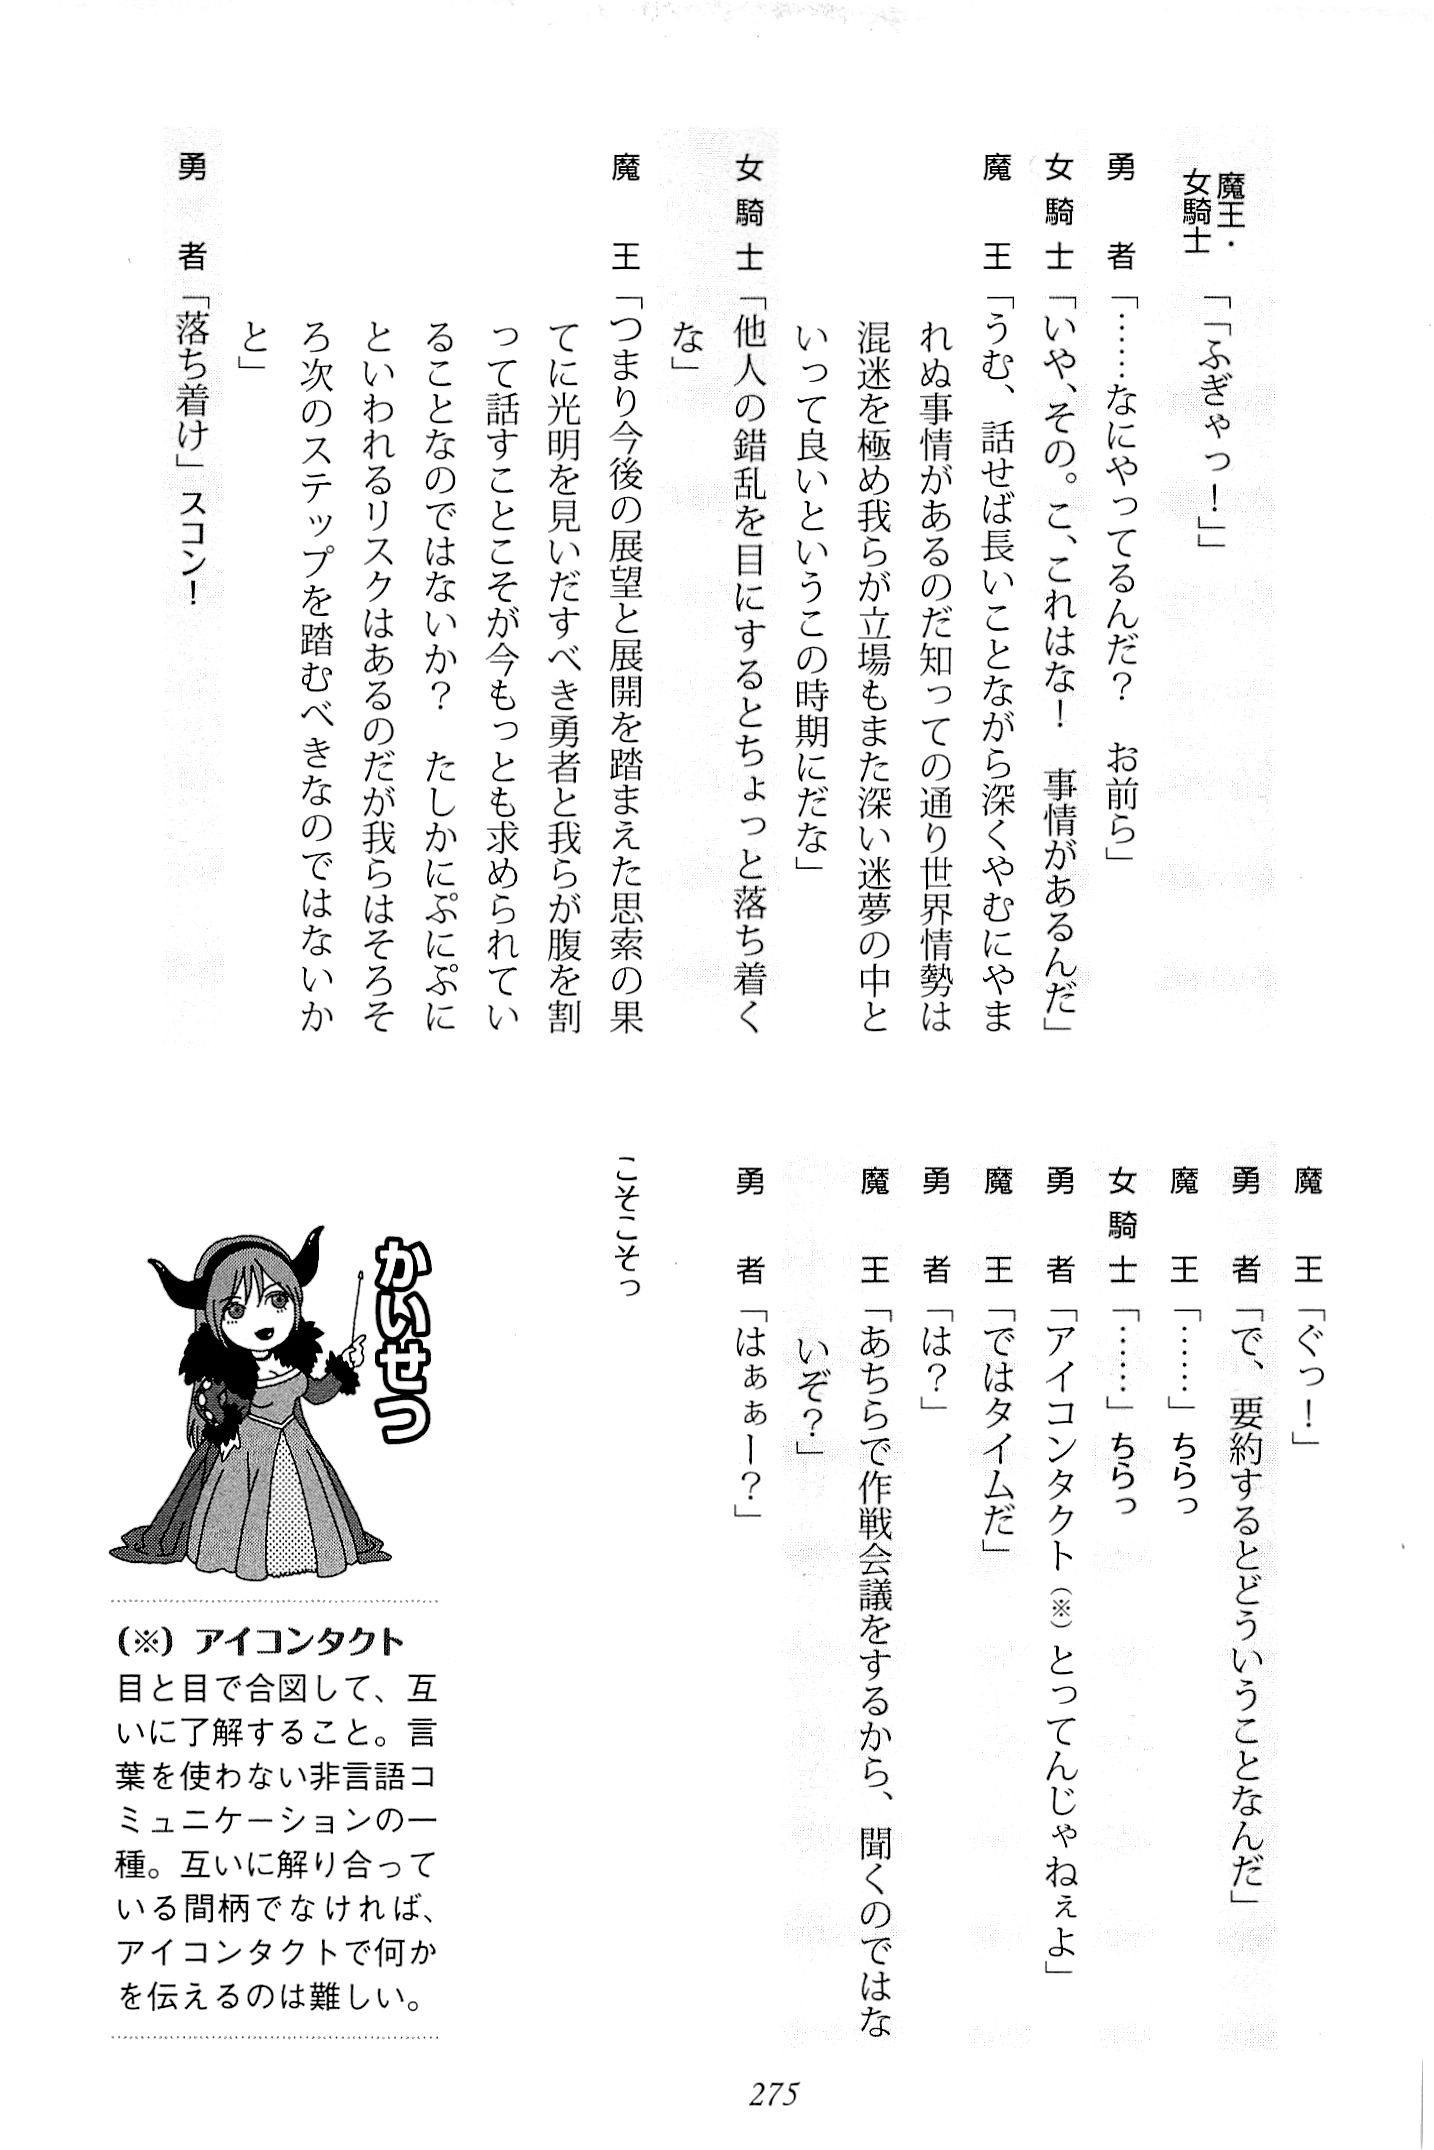 魔王・女騎士「「ふぎゃっ！」」
勇者「……なにやってるんだ？　お前ら」
女騎士「いや、その。こ、これはな！　事情があるんだ」
魔王「うむ、話せば長いことながら深くやむにやま
れぬ事情があるのだ知っての通り世界情勢は
混迷を極め我らが立場もまた深い迷夢の中と
いって良いというこの時期にだな」
女騎士「他人の錯乱を目にするとちょっと落ち着く
な」
魔王「つまり今後の展望と展開を踏まえた思索の果
てに光明を見いだすべき勇者と我らが腹を割
って話すことこそが今もっとも求められてい
ることなのではないか？　たしかにぷにぷに
といわれるリスクはあるのだが我らはそろそ
ろ次のステップを踏むべきなのではないか
と」
勇者「落ち着け」スコン！
魔王「ぐっ！」
勇者「で、要約するとどういうことなんだ」
魔王「……」ちらっ
女騎士「……」ちらっ
勇者「アイコンタクト（※）とってんじゃねぇよ」
魔王「ではタイムだ」
勇者「は？」
魔王「あちらで作戦会議をするから、聞くのではな
いぞ？」
勇者「はぁぁー？」
こそこそっ
かいせつ
（※）アイコンタクト
目と目で合図して、互
いに了解すること。言
葉を使わない非言語コ
ミュニケーションの一
種。互いに解り合って
いる間柄でなければ、
アイコンタクトで何か
を伝えるのは難しい。
275